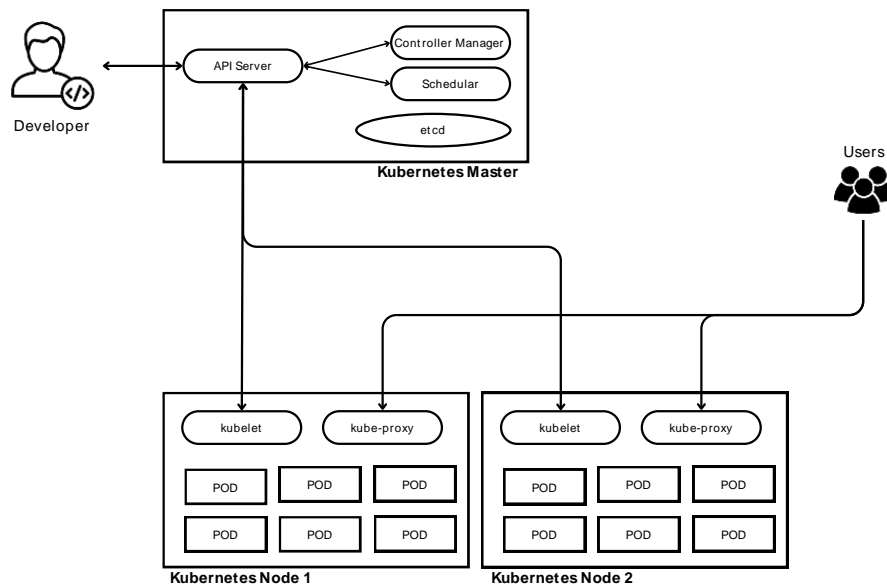 Controller Manager
API Server
Schedular
Developer
etcd
Kubernetes Master
Users
kubelet
kube-proxy
kubelet
kube-proxy
POD
POD
POD
POD
POD
POD
POD
POD
POD
POD
POD
POD
Kubernetes Node 1
Kubernetes Node 2